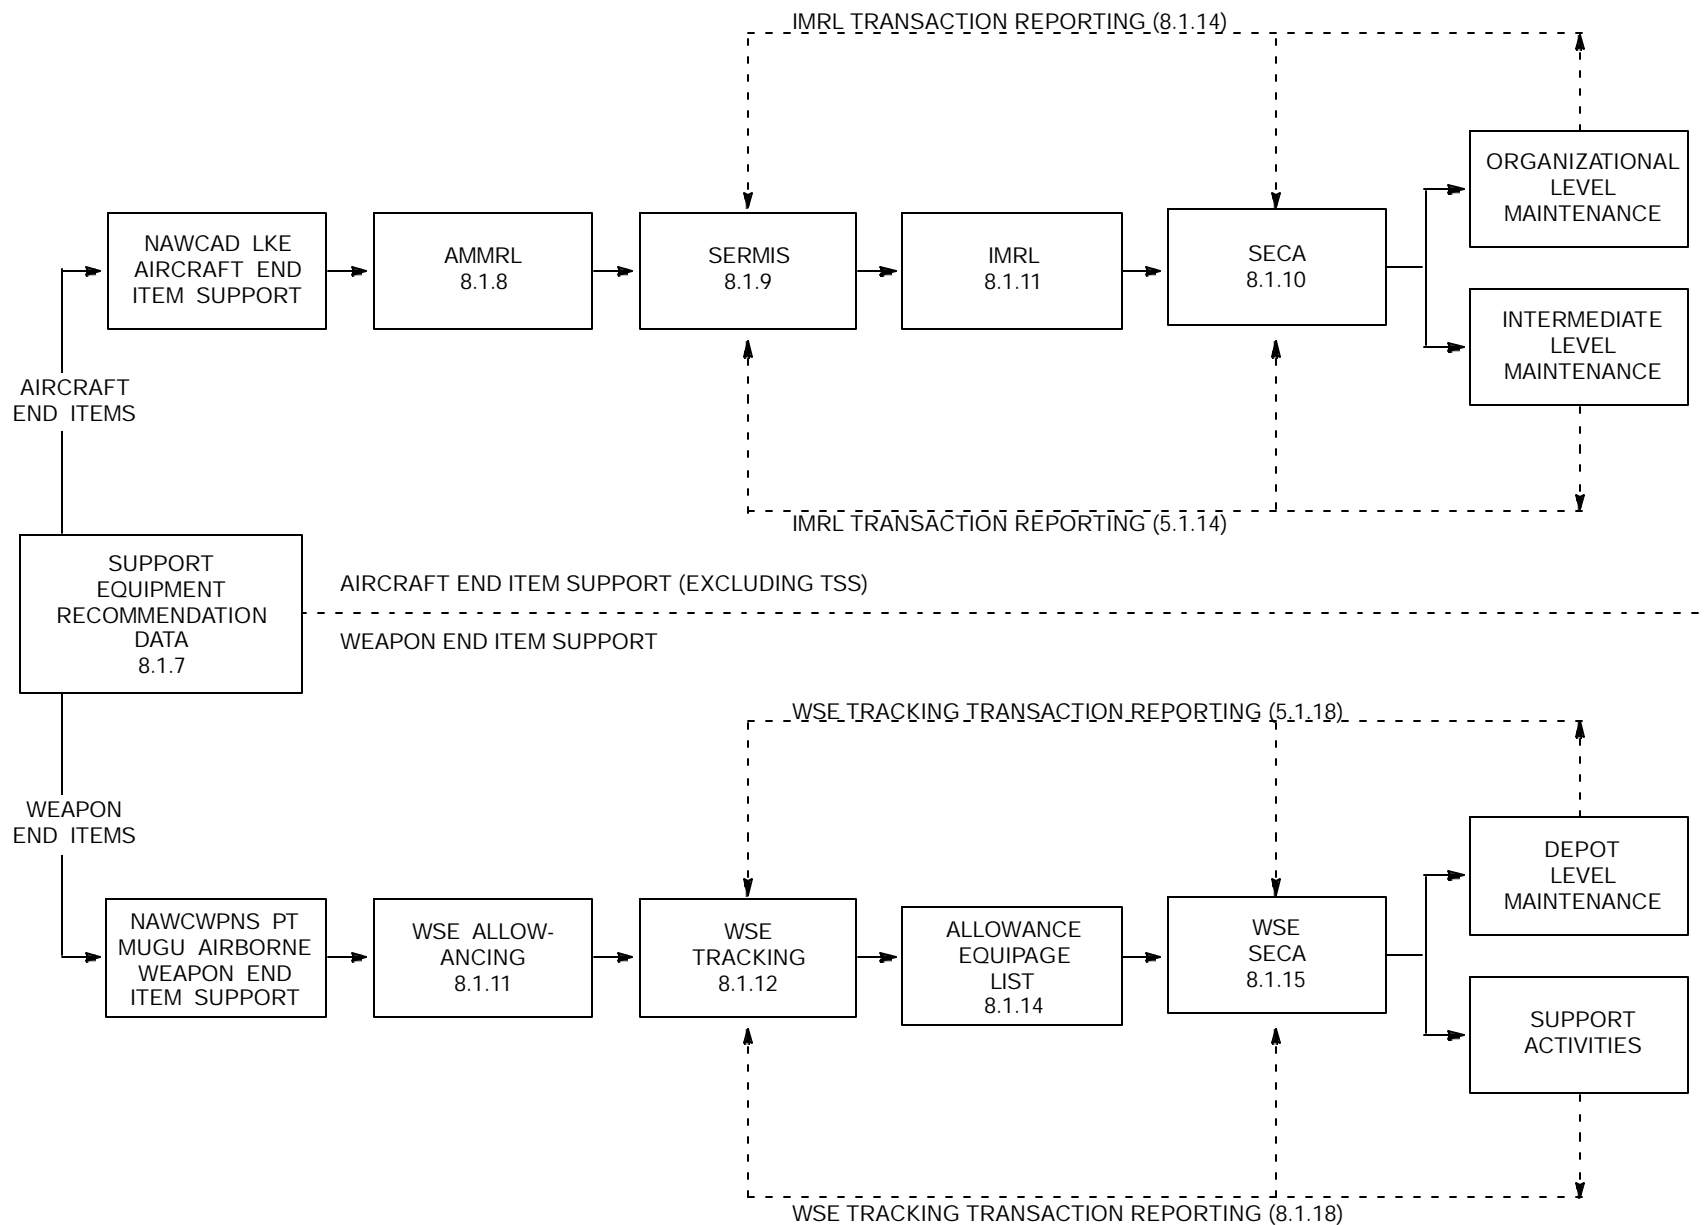 IMRL TRANSACTION REPORTING (8.1.14)
ORGANIZATIONAL
LEVEL
MAINTENANCE
NAWCAD LKE
AIRCRAFT END
ITEM SUPPORT
AMMRL
8.1.8
SERMIS
8.1.9
IMRL
8.1.11
SECA
8.1.10
INTERMEDIATE
LEVEL
MAINTENANCE
AIRCRAFT
END ITEMS
IMRL TRANSACTION REPORTING (5.1.14)
SUPPORT
EQUIPMENT
RECOMMENDATION
DATA
8.1.7
AIRCRAFT END ITEM SUPPORT (EXCLUDING TSS)
WEAPON END ITEM SUPPORT
WSE TRACKING TRANSACTION REPORTING (5.1.18)
WEAPON
END ITEMS
DEPOT
LEVEL
MAINTENANCE
NAWCWPNS PT
MUGU AIRBORNE
WEAPON END
ITEM SUPPORT
WSE ALLOW-
ANCING
8.1.11
WSE
TRACKING
8.1.12
ALLOWANCE
EQUIPAGE
LIST
8.1.14
WSE
SECA
8.1.15
SUPPORT
ACTIVITIES
WSE TRACKING TRANSACTION REPORTING (8.1.18)